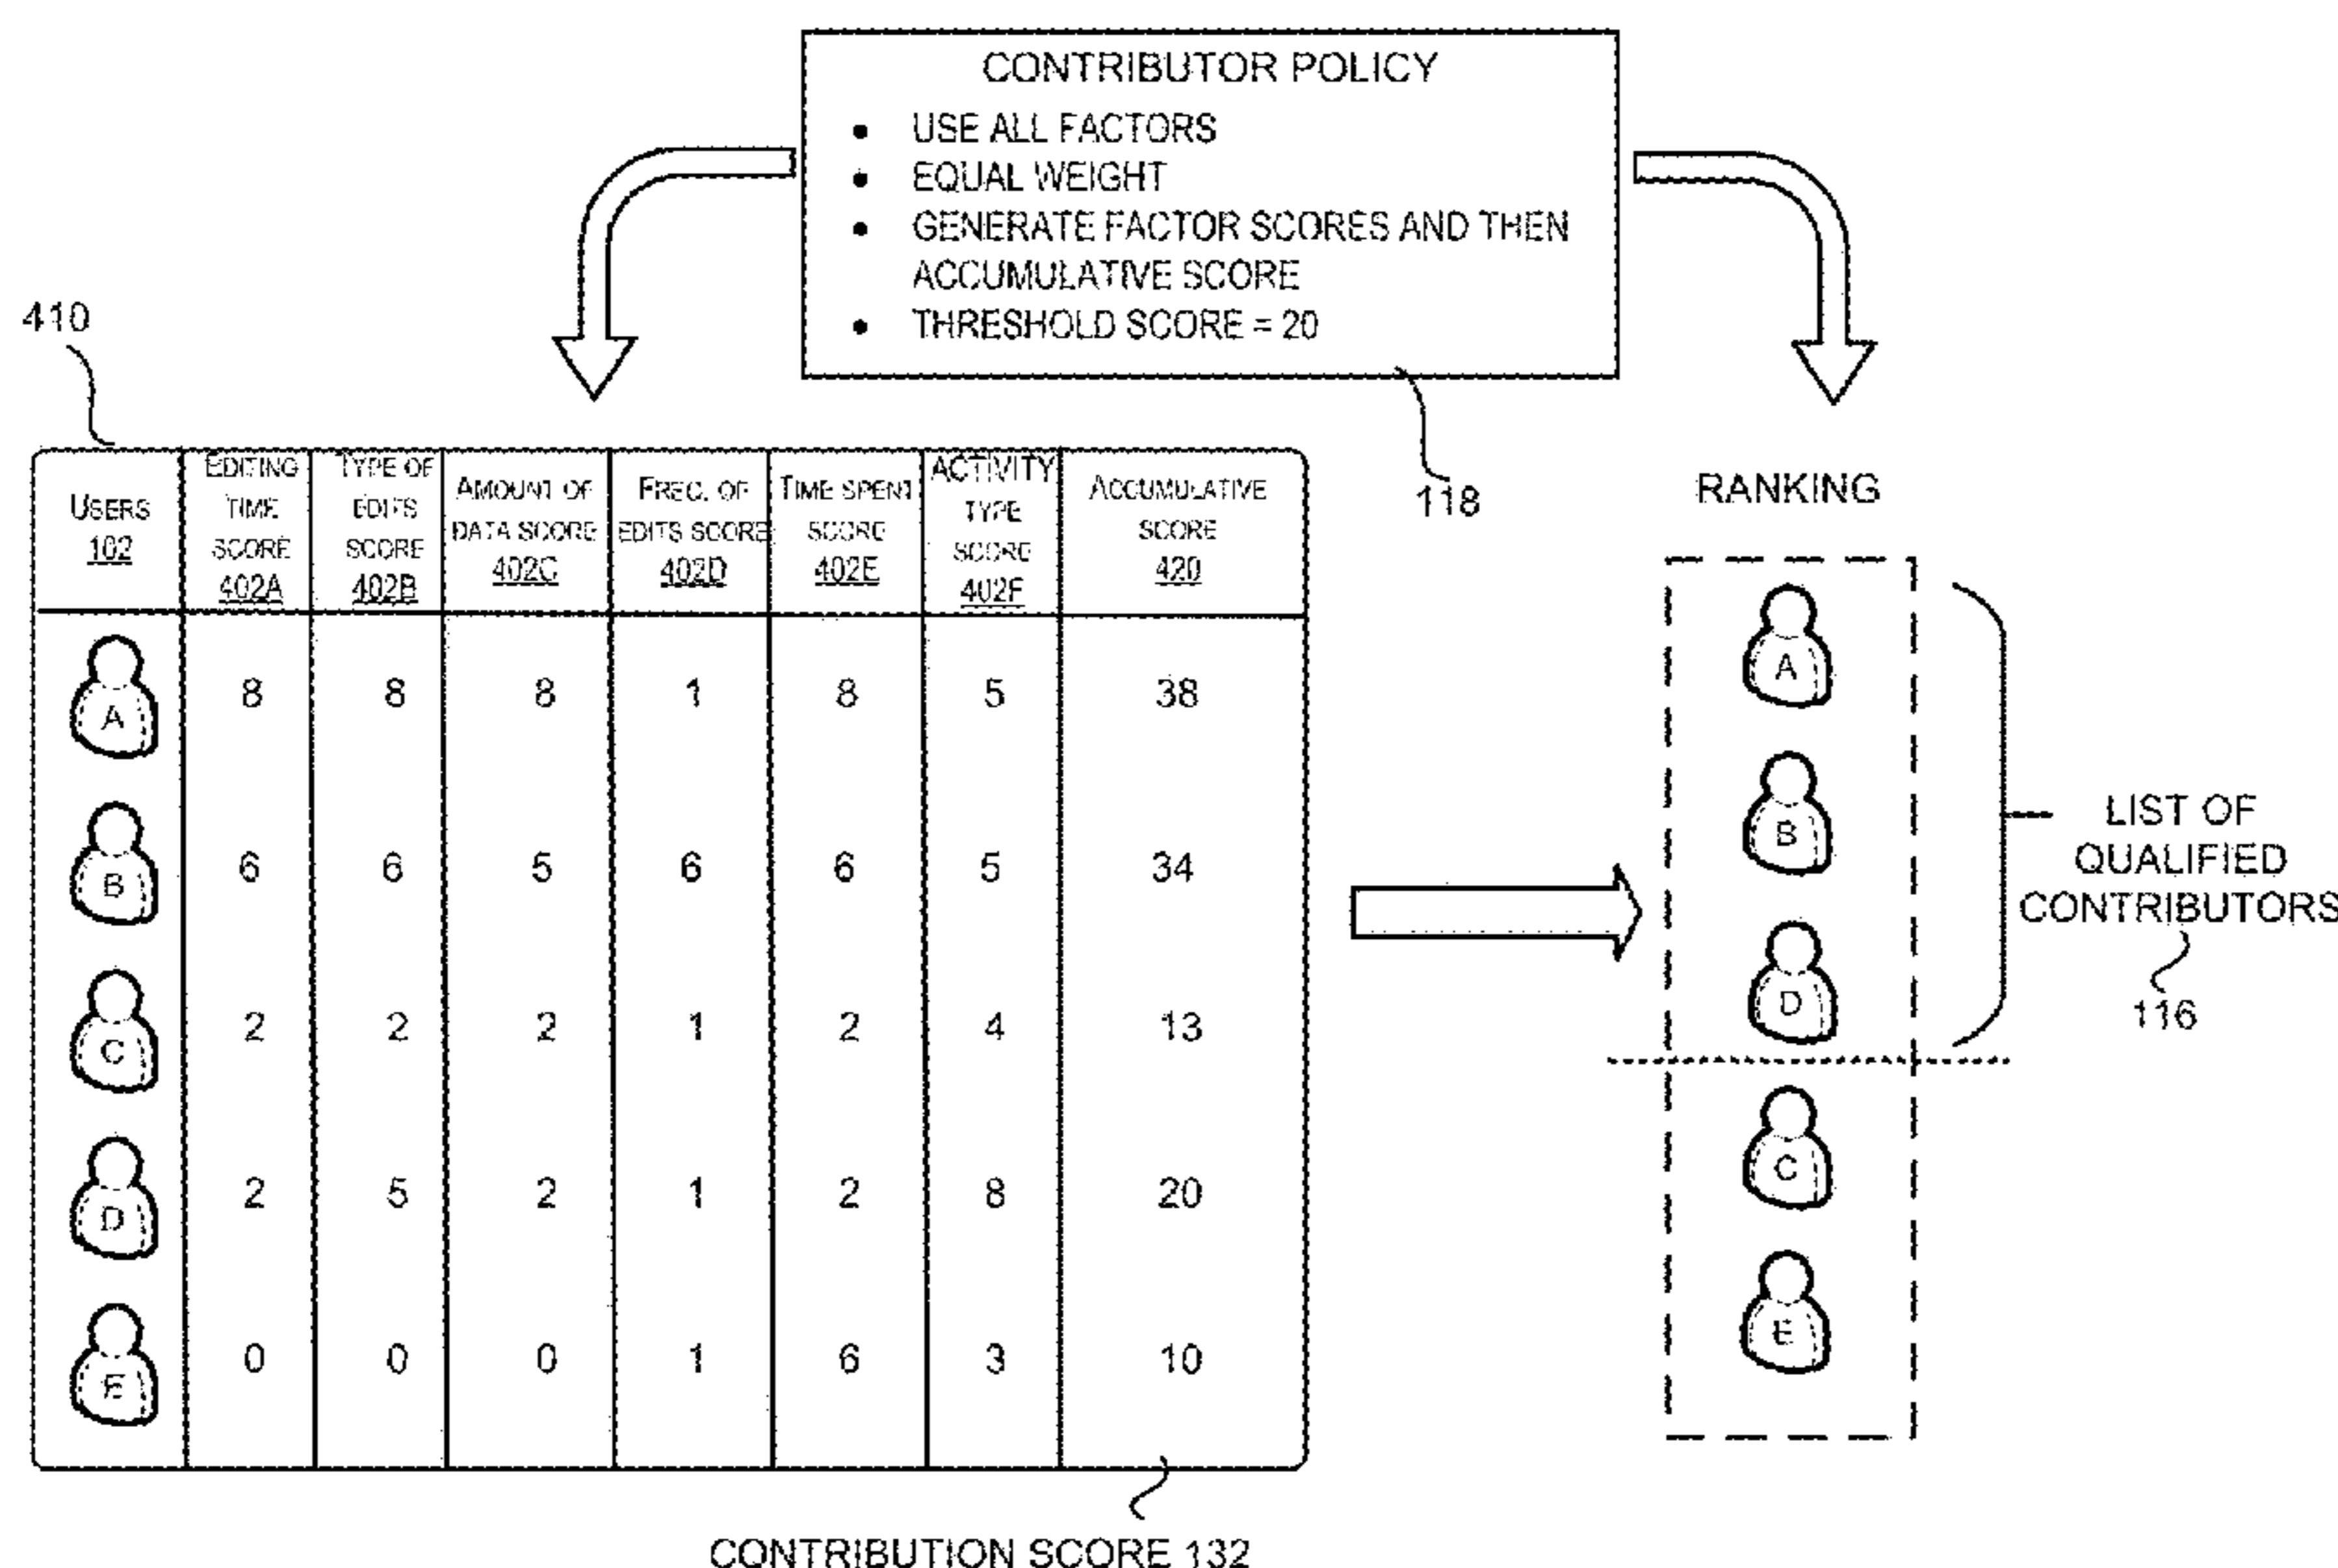 CONTRIBUTOR POLICY
• USE ALL FACTORS
• EQUAL WEIGHT
• GENERATE FACTOR SCORES AND THEN
ACCUMULATIVE SCORE
• THRESHOLD SCORE = 20
118
410
USERS
102
EDITING
TIME
SCORE
402A
TYPE OF
EDITS
SCORE
402B
AMOUNT OF
DATA SCORE
402C
FREQ. OF
EDITS SCORE
402D
TIME SPENT
SCORE
402E
ACTIVITY
TYPE
SCORE
402F
ACCUMULATIVE
SCORE
420
A 8 8 8 1 8 5 38
B 6 6 5 6 6 5 34
C 2 2 2 1 2 4 13
D 2 5 2 1 2 8 20
E 0 0 0 1 6 3 10
CONTRIBUTION SCORE 132
RANKING
A
B
D
C
E
LIST OF
QUALIFIED
CONTRIBUTORS
116